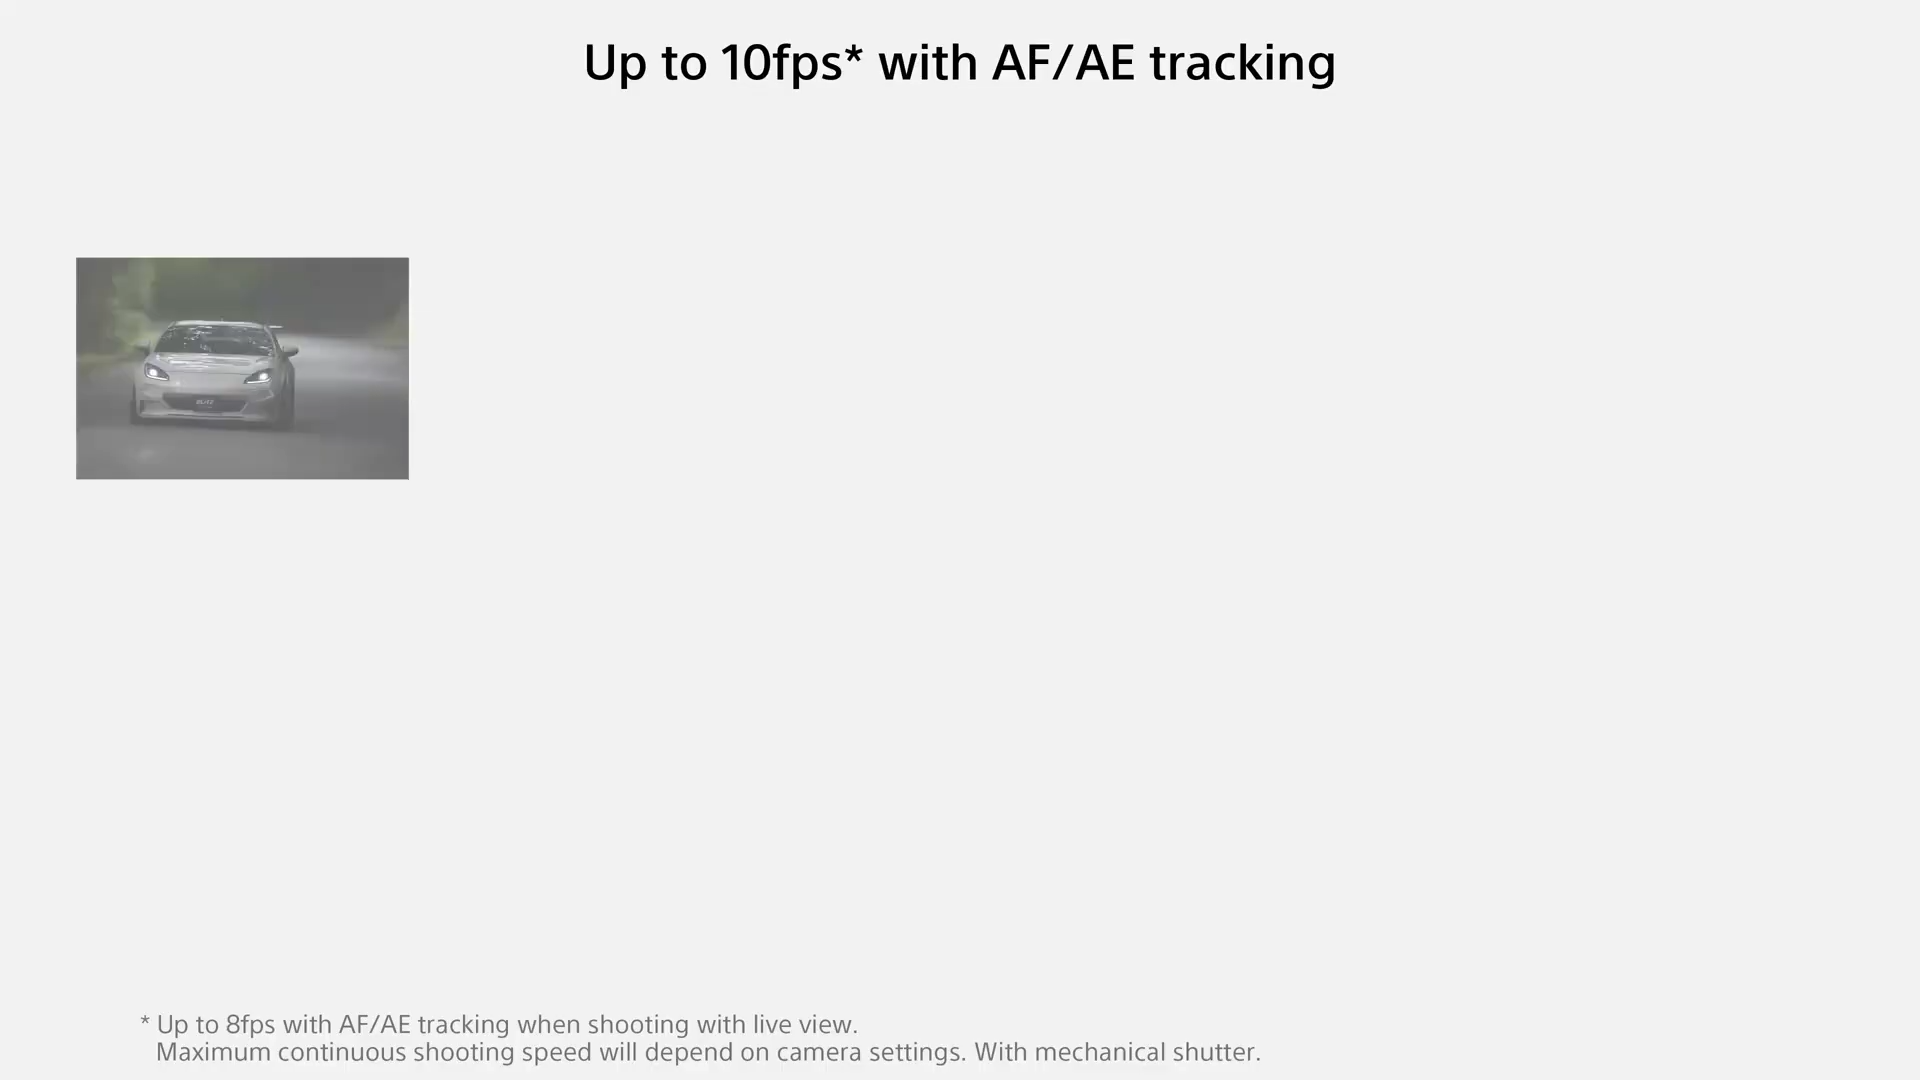 Up to 10fps* with AF/AE tracking
BLITZ
* Up to 8fps with AF/AE tracking when shooting with live view.
Maximum continuous shooting speed will depend on camera settings. With mechanical shutter.